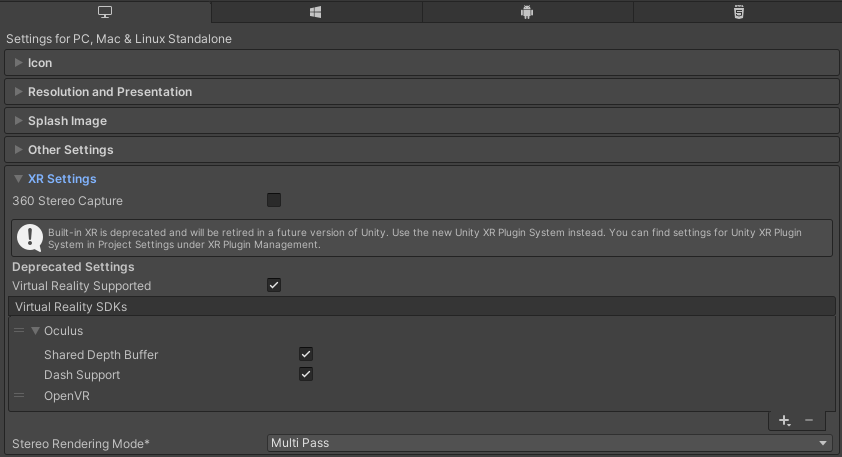 Settings for PC, Mac & Linux Standalone
Icon
Resolution and Presentation
Splash Image
Other Settings
XR Settings
360 Stereo Capture
Built-in XR is deprecated and will be retired in a future version of Unity. Use the new Unity XR Plugin System instead. You can find settings for Unity XR Plugin
System in Project Settings under XR Plugin Management.
Deprecated Settings
Virtual Reality Supported
Virtual Reality SDKs
Oculus
Shared Depth Buffer
Dash Support
OpenVR
Stereo Rendering Mode* Multi Pass